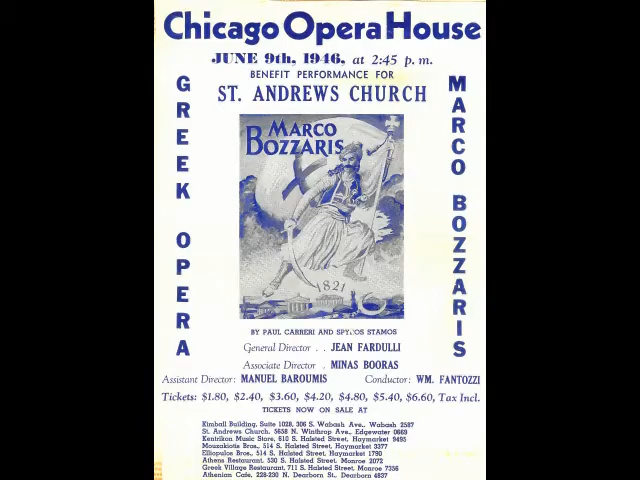 Chicago Opera House
JUNE 9th, 1946, at 2:45 p. m.
BENEFIT PERFORMANCE FOR
ST. ANDREWS CHURCH
GREEK OPERA
MARCO BOZZARIS
MARCO
BOZZARIS
1821
BY PAUL CARRERI AND SPYROS STAMOS
General Director . . JEAN FARDULLI
Associate Director . MINAS BOORAS
Assistant Director: MANUEL BAROUMIS Conductor: WM. FANTOZZI
Tickets: $1.80, $2.40, $3.60, $4.20, $4.80, $5.40, $6.60, Tax Incl.
TICKETS NOW ON SALE AT
Kimball Building, Suite 1028, 306 S. Wabash Ave., Wabash 2587
St. Andrews Church, 5658 N. Winthrop Ave., Edgewater 0669
Kentrikon Music Store, 610 S. Halsted Street, Haymarket 9495
Mouzakiotis Bros., 514 S. Halsted Street, Haymarket 3377
Elliopulos Bros., 514 S. Halsted Street, Haymarket 1790
Athens Restaurant, 530 S. Halsted Street, Monroe 2072
Greek Village Restaurant, 711 S. Halsted Street, Monroe 7356
Athenian Cafe, 228-230 N. Dearborn St., Dearborn 4837